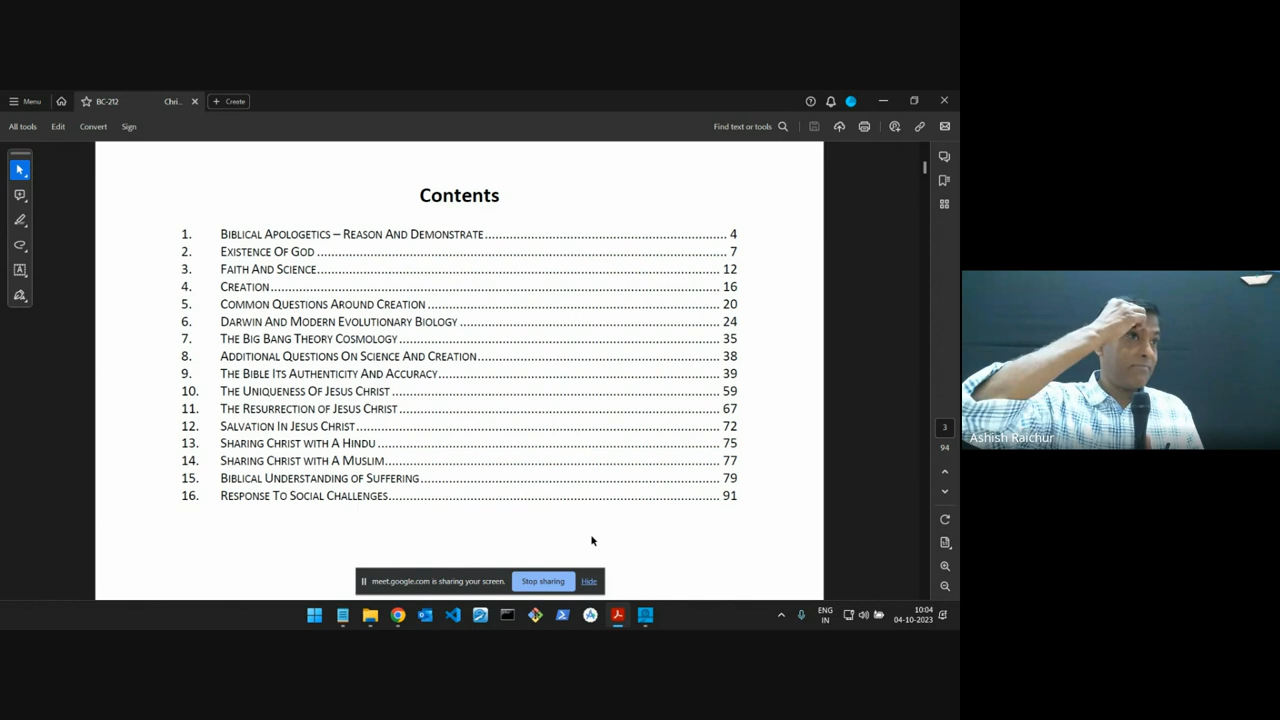 Menu
BC-212 Chri...
Create
All tools
Edit
Convert
Sign
Find text or tools
Contents
1. BIBLICAL APOLOGETICS – REASON AND DEMONSTRATE 4
2. EXISTENCE OF GOD 7
3. FAITH AND SCIENCE 12
4. CREATION 16
5. COMMON QUESTIONS AROUND CREATION 20
6. DARWIN AND MODERN EVOLUTIONARY BIOLOGY 24
7. THE BIG BANG THEORY COSMOLOGY 35
8. ADDITIONAL QUESTIONS ON SCIENCE AND CREATION 38
9. THE BIBLE ITS AUTHENTICITY AND ACCURACY 39
10. THE UNIQUENESS OF JESUS CHRIST 59
11. THE RESURRECTION OF JESUS CHRIST 67
12. SALVATION IN JESUS CHRIST 72
13. SHARING CHRIST WITH A HINDU 75
14. SHARING CHRIST WITH A MUSLIM 77
15. BIBLICAL UNDERSTANDING OF SUFFERING 79
16. RESPONSE TO SOCIAL CHALLENGES 91
3
94
Ashish Raichur
meet.google.com is sharing your screen.
Stop sharing
Hide
ENG
IN
10:04
04-10-2023